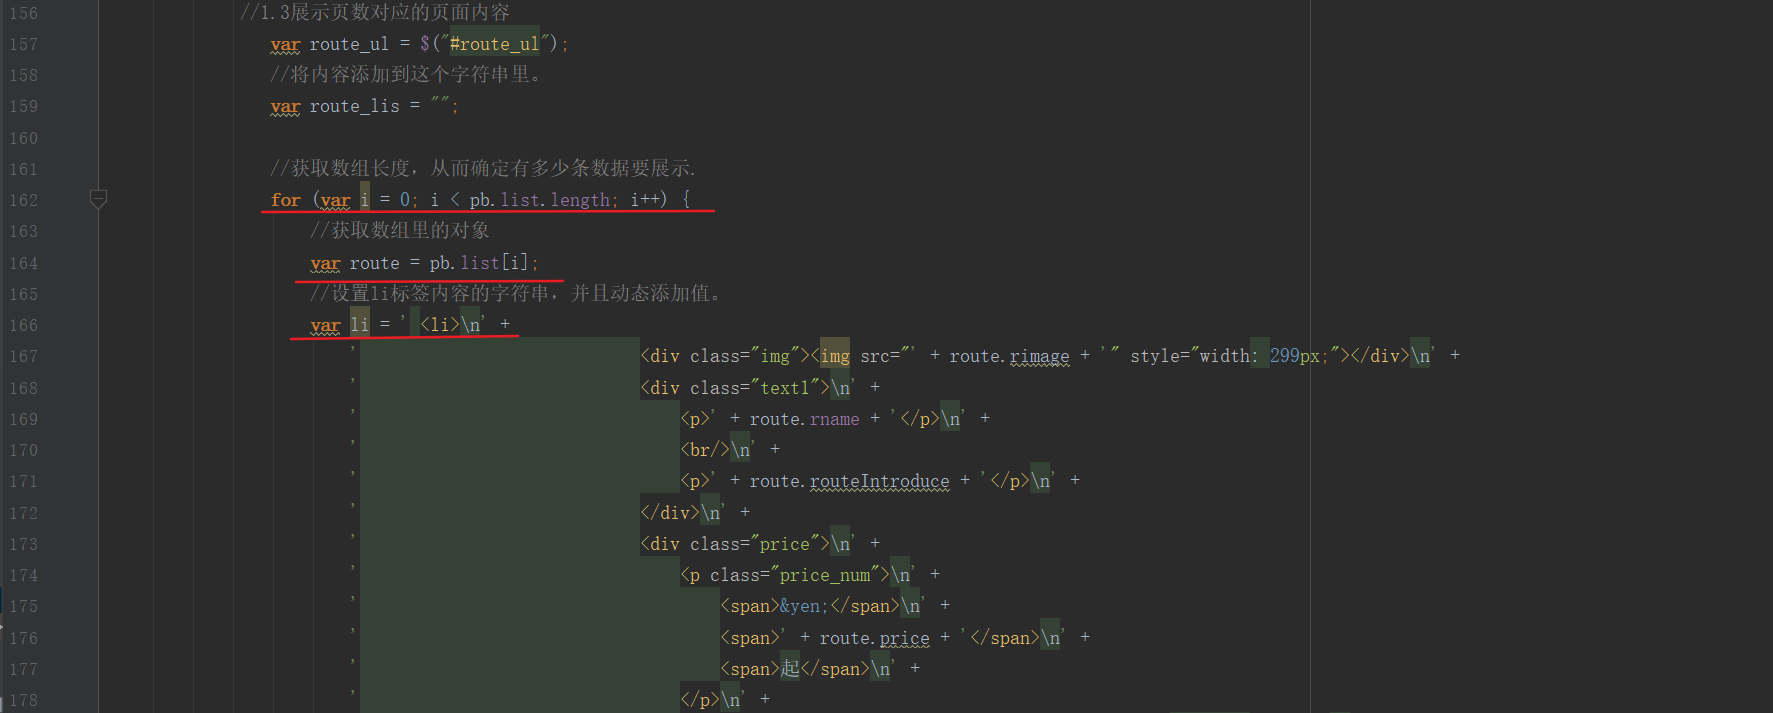 156 //1.3展示页数对应的页面内容
157 var route_ul = $("#route_ul");
158 //将内容添加到这个字符串里。
159 var route_lis = "";
160
161 //获取数组长度，从而确定有多少条数据要展示.
162 for (var i = 0; i < pb.list.length; i++) {
163 //获取数组里的对象
164 var route = pb.list[i];
165 //设置li标签内容的字符串，并且动态添加值。
166 var li = ' <li>\n' +
167 ' <div class="img"><img src="' + route.rimage + '" style="width: 299px;"></div>\n' +
168 ' <div class="text1">\n' +
169 ' <p>' + route.rname + '</p>\n' +
170 ' <br/>\n' +
171 ' <p>' + route.routeIntroduce + '</p>\n' +
172 ' </div>\n' +
173 ' <div class="price">\n' +
174 ' <p class="price_num">\n' +
175 ' <span>&yen;</span>\n' +
176 ' <span>' + route.price + '</span>\n' +
177 ' <span>起</span>\n' +
178 ' </p>\n' +